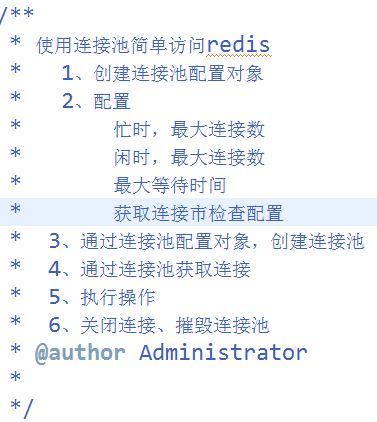 /**
* 使用连接池简单访问redis
* 1、创建连接池配置对象
* 2、配置
* 忙时，最大连接数
* 闲时，最大连接数
* 最大等待时间
* 获取连接市检查配置
* 3、通过连接池配置对象，创建连接池
* 4、通过连接池获取连接
* 5、执行操作
* 6、关闭连接、摧毁连接池
* @author Administrator
*
*/